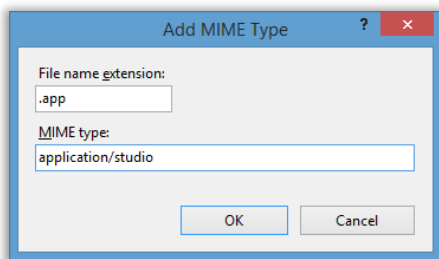 Add MIME Type
?
×
File name extension:
.app
MIME type:
application/studio
OK
Cancel